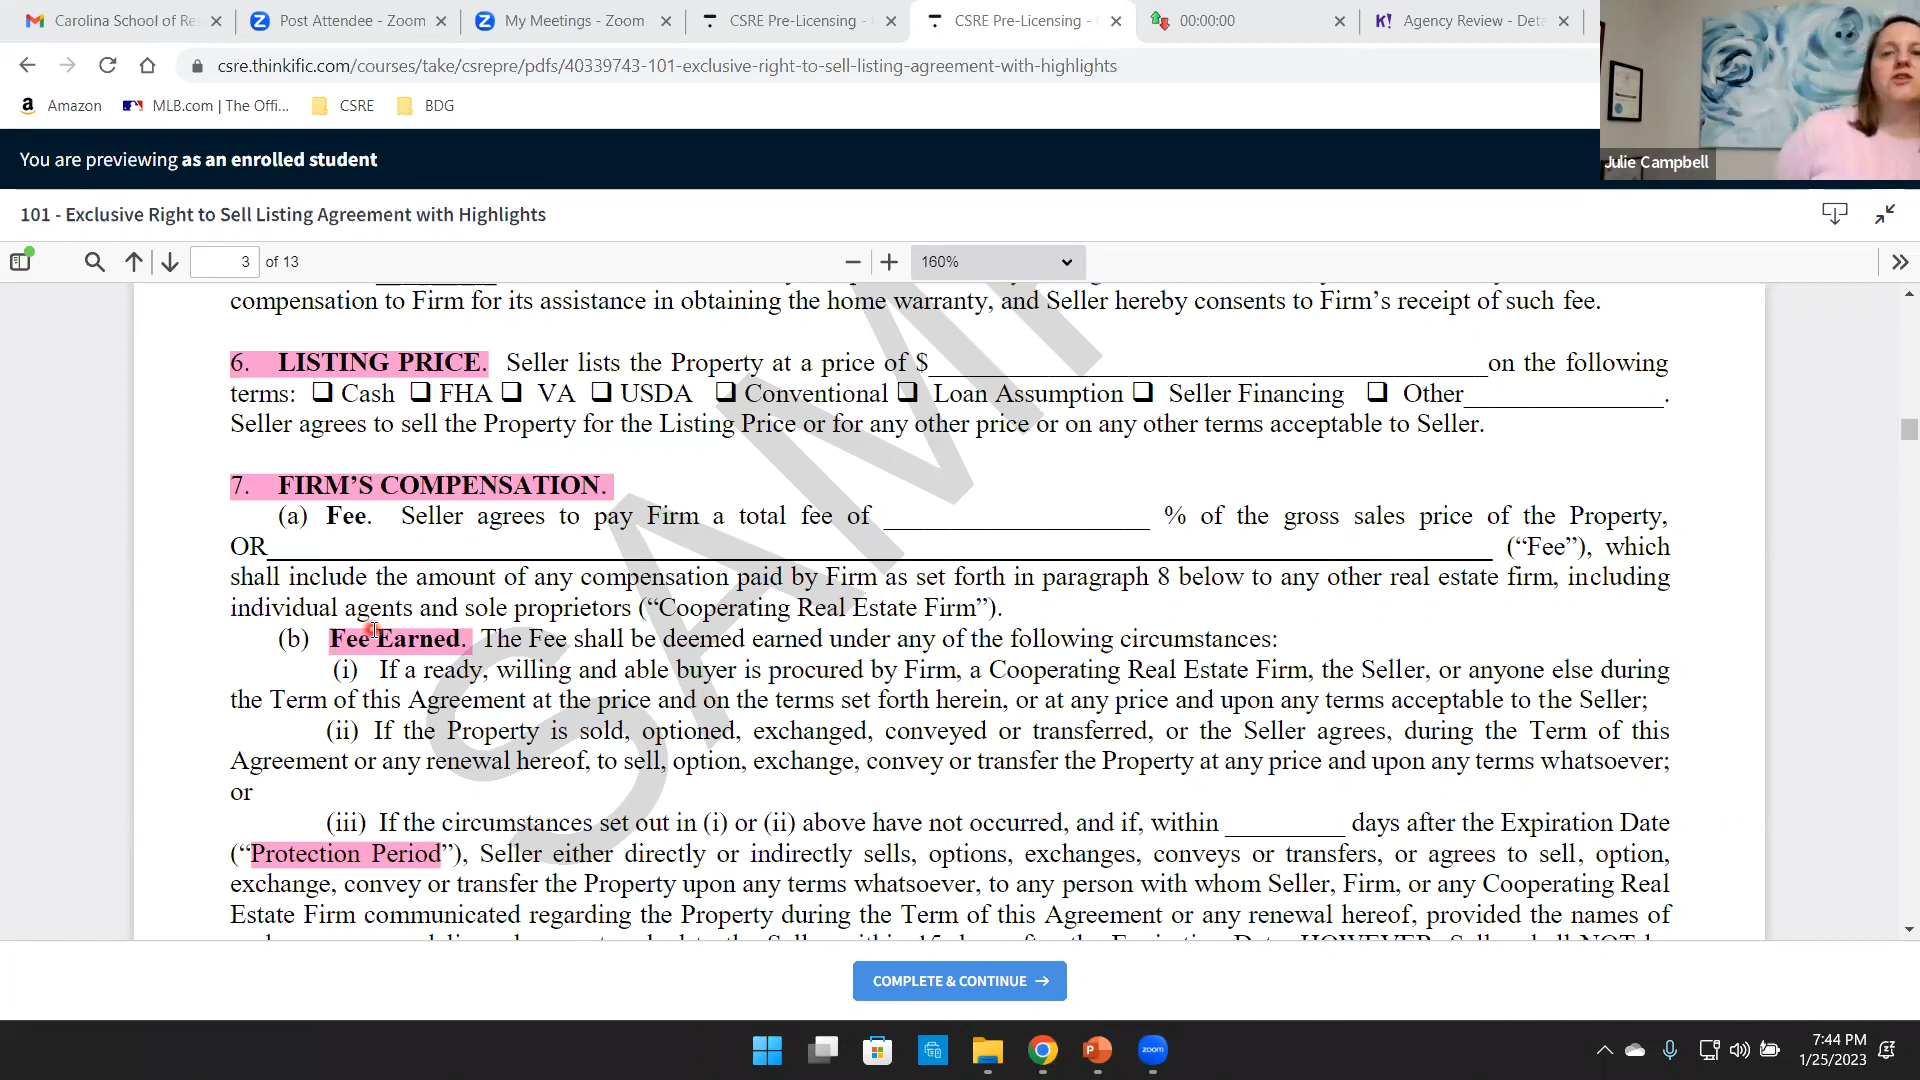 Carolina School of Re
Post Attendee - Zoom
My Meetings - Zoom
CSRE Pre-Licensing -
CSRE Pre-Licensing -
00:00:00
K! Agency Review - Deta
csre.thinkific.com/courses/take/csrepre/pdfs/40339743-101-exclusive-right-to-sell-listing-agreement-with-highlights
Amazon
MLB.com | The Offi...
CSRE
BDG
Julie Campbell
You are previewing as an enrolled student
101 - Exclusive Right to Sell Listing Agreement with Highlights
3 of 13
160%
compensation to Firm for its assistance in obtaining the home warranty, and Seller hereby consents to Firm's receipt of such fee.
6. LISTING PRICE. Seller lists the Property at a price of $ on the following
terms: ❑ Cash ❑ FHA ❑ VA ❑ USDA ❑ Conventional ❑ Loan Assumption ❑ Seller Financing ❑ Other .
Seller agrees to sell the Property for the Listing Price or for any other price or on any other terms acceptable to Seller.
7. FIRM'S COMPENSATION.
(a) Fee. Seller agrees to pay Firm a total fee of % of the gross sales price of the Property,
OR (“Fee”), which
shall include the amount of any compensation paid by Firm as set forth in paragraph 8 below to any other real estate firm, including
individual agents and sole proprietors (“Cooperating Real Estate Firm”).
(b) Fee Earned. The Fee shall be deemed earned under any of the following circumstances:
(i) If a ready, willing and able buyer is procured by Firm, a Cooperating Real Estate Firm, the Seller, or anyone else during
the Term of this Agreement at the price and on the terms set forth herein, or at any price and upon any terms acceptable to the Seller;
(ii) If the Property is sold, optioned, exchanged, conveyed or transferred, or the Seller agrees, during the Term of this
Agreement or any renewal hereof, to sell, option, exchange, convey or transfer the Property at any price and upon any terms whatsoever;
or
(iii) If the circumstances set out in (i) or (ii) above have not occurred, and if, within days after the Expiration Date
(“Protection Period”), Seller either directly or indirectly sells, options, exchanges, conveys or transfers, or agrees to sell, option,
exchange, convey or transfer the Property upon any terms whatsoever, to any person with whom Seller, Firm, or any Cooperating Real
Estate Firm communicated regarding the Property during the Term of this Agreement or any renewal hereof, provided the names of
COMPLETE & CONTINUE →
zoom
7:44 PM
1/25/2023